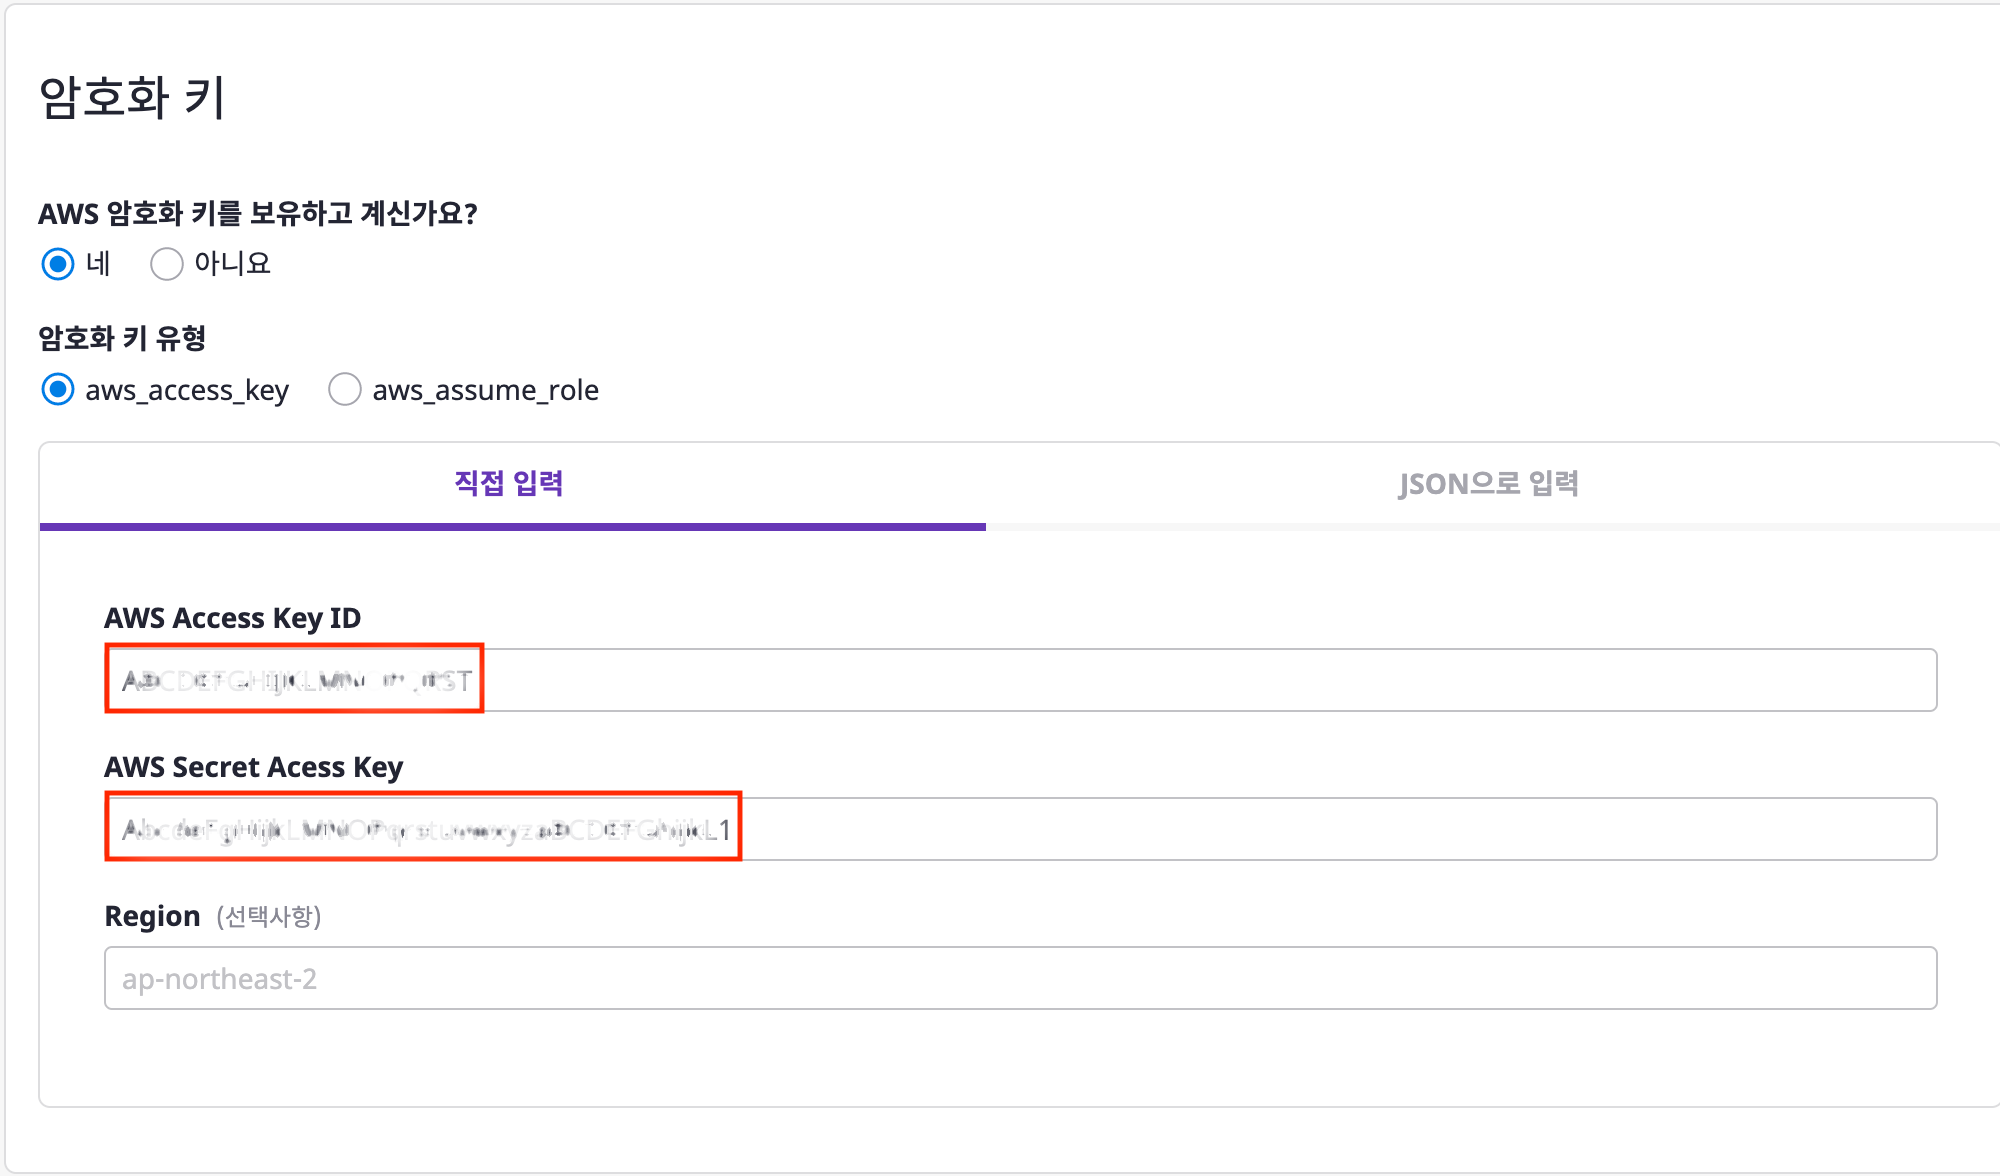 암호화 키
AWS 암호화 키를 보유하고 계신가요?
네 아니요
암호화 키 유형
aws_access_key aws_assume_role
직접 입력 JSON으로 입력
AWS Access Key ID
AWS Secret Acess Key
Region (선택사항)
ap-northeast-2